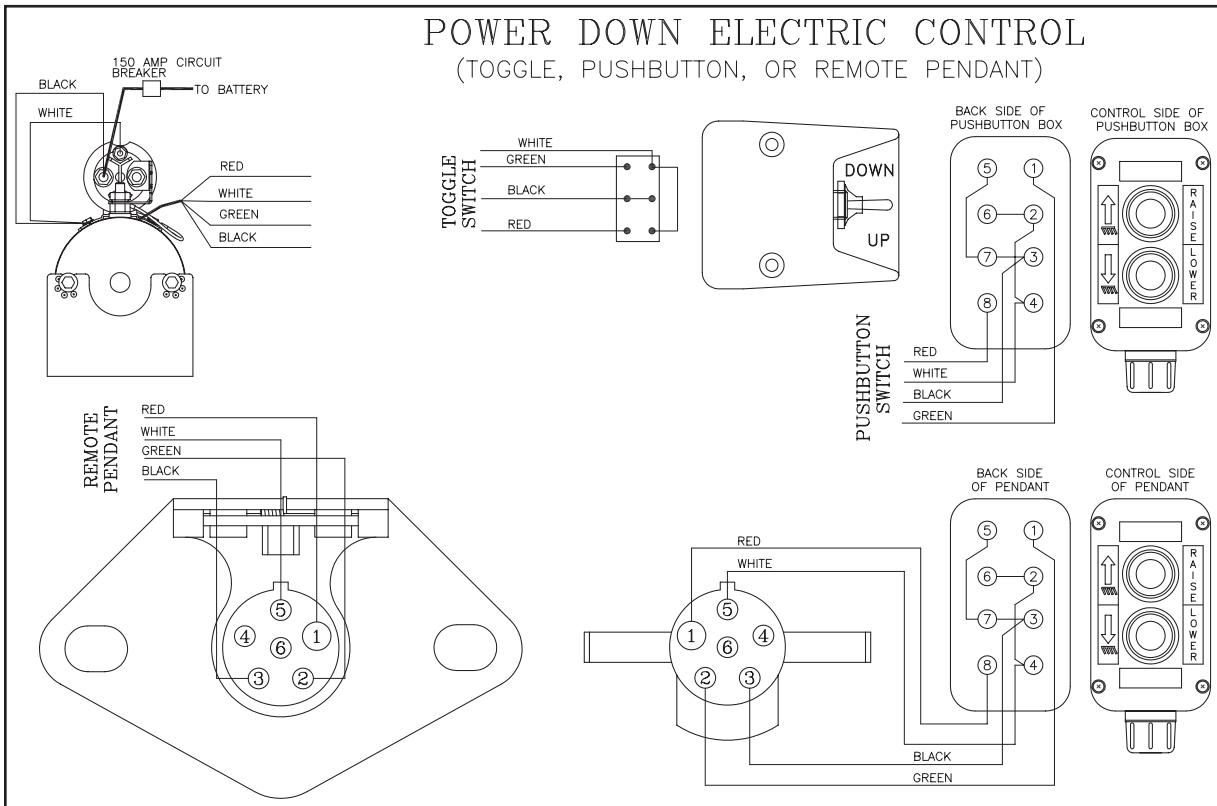 POWER DOWN ELECTRIC CONTROL
(TOGGLE, PUSHBUTTON, OR REMOTE PENDANT)
150 AMP CIRCUIT
BREAKER
TO BATTERY
BLACK
WHITE
RED
WHITE
GREEN
BLACK
TOGGLE
SWITCH
WHITE
GREEN
BLACK
RED
DOWN
UP
BACK SIDE OF
PUSHBUTTON BOX
5 1
6 2
7 3
8 4
CONTROL SIDE OF
PUSHBUTTON BOX
RAISE
LOWER
PUSHBUTTON
SWITCH
RED
WHITE
BLACK
GREEN
REMOTE
PENDANT
RED
WHITE
GREEN
BLACK
5
4 1
6
3 2
RED
WHITE
5
1 4
6
2 3
BLACK
GREEN
BACK SIDE
OF PENDANT
5 1
6 2
7 3
8 4
CONTROL SIDE
OF PENDANT
RAISE
LOWER